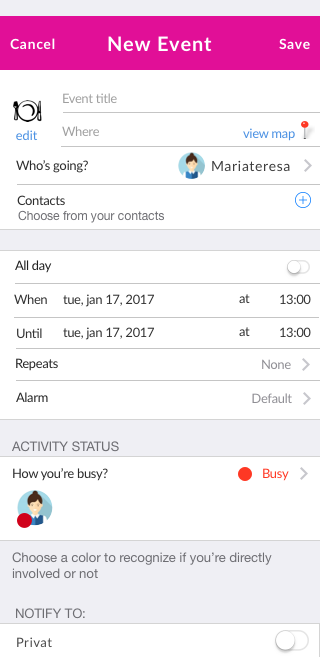 Cancel New Event Save
Event title
edit
Where view map
Who's going? Mariateresa
Contacts
Choose from your contacts
All day
When tue, jan 17, 2017 at 13:00
Until tue, jan 17, 2017 at 13:00
Repeats None
Alarm Default
ACTIVITY STATUS
How you're busy? Busy
Choose a color to recognize if you're directly
involved or not
NOTIFY TO:
Privat